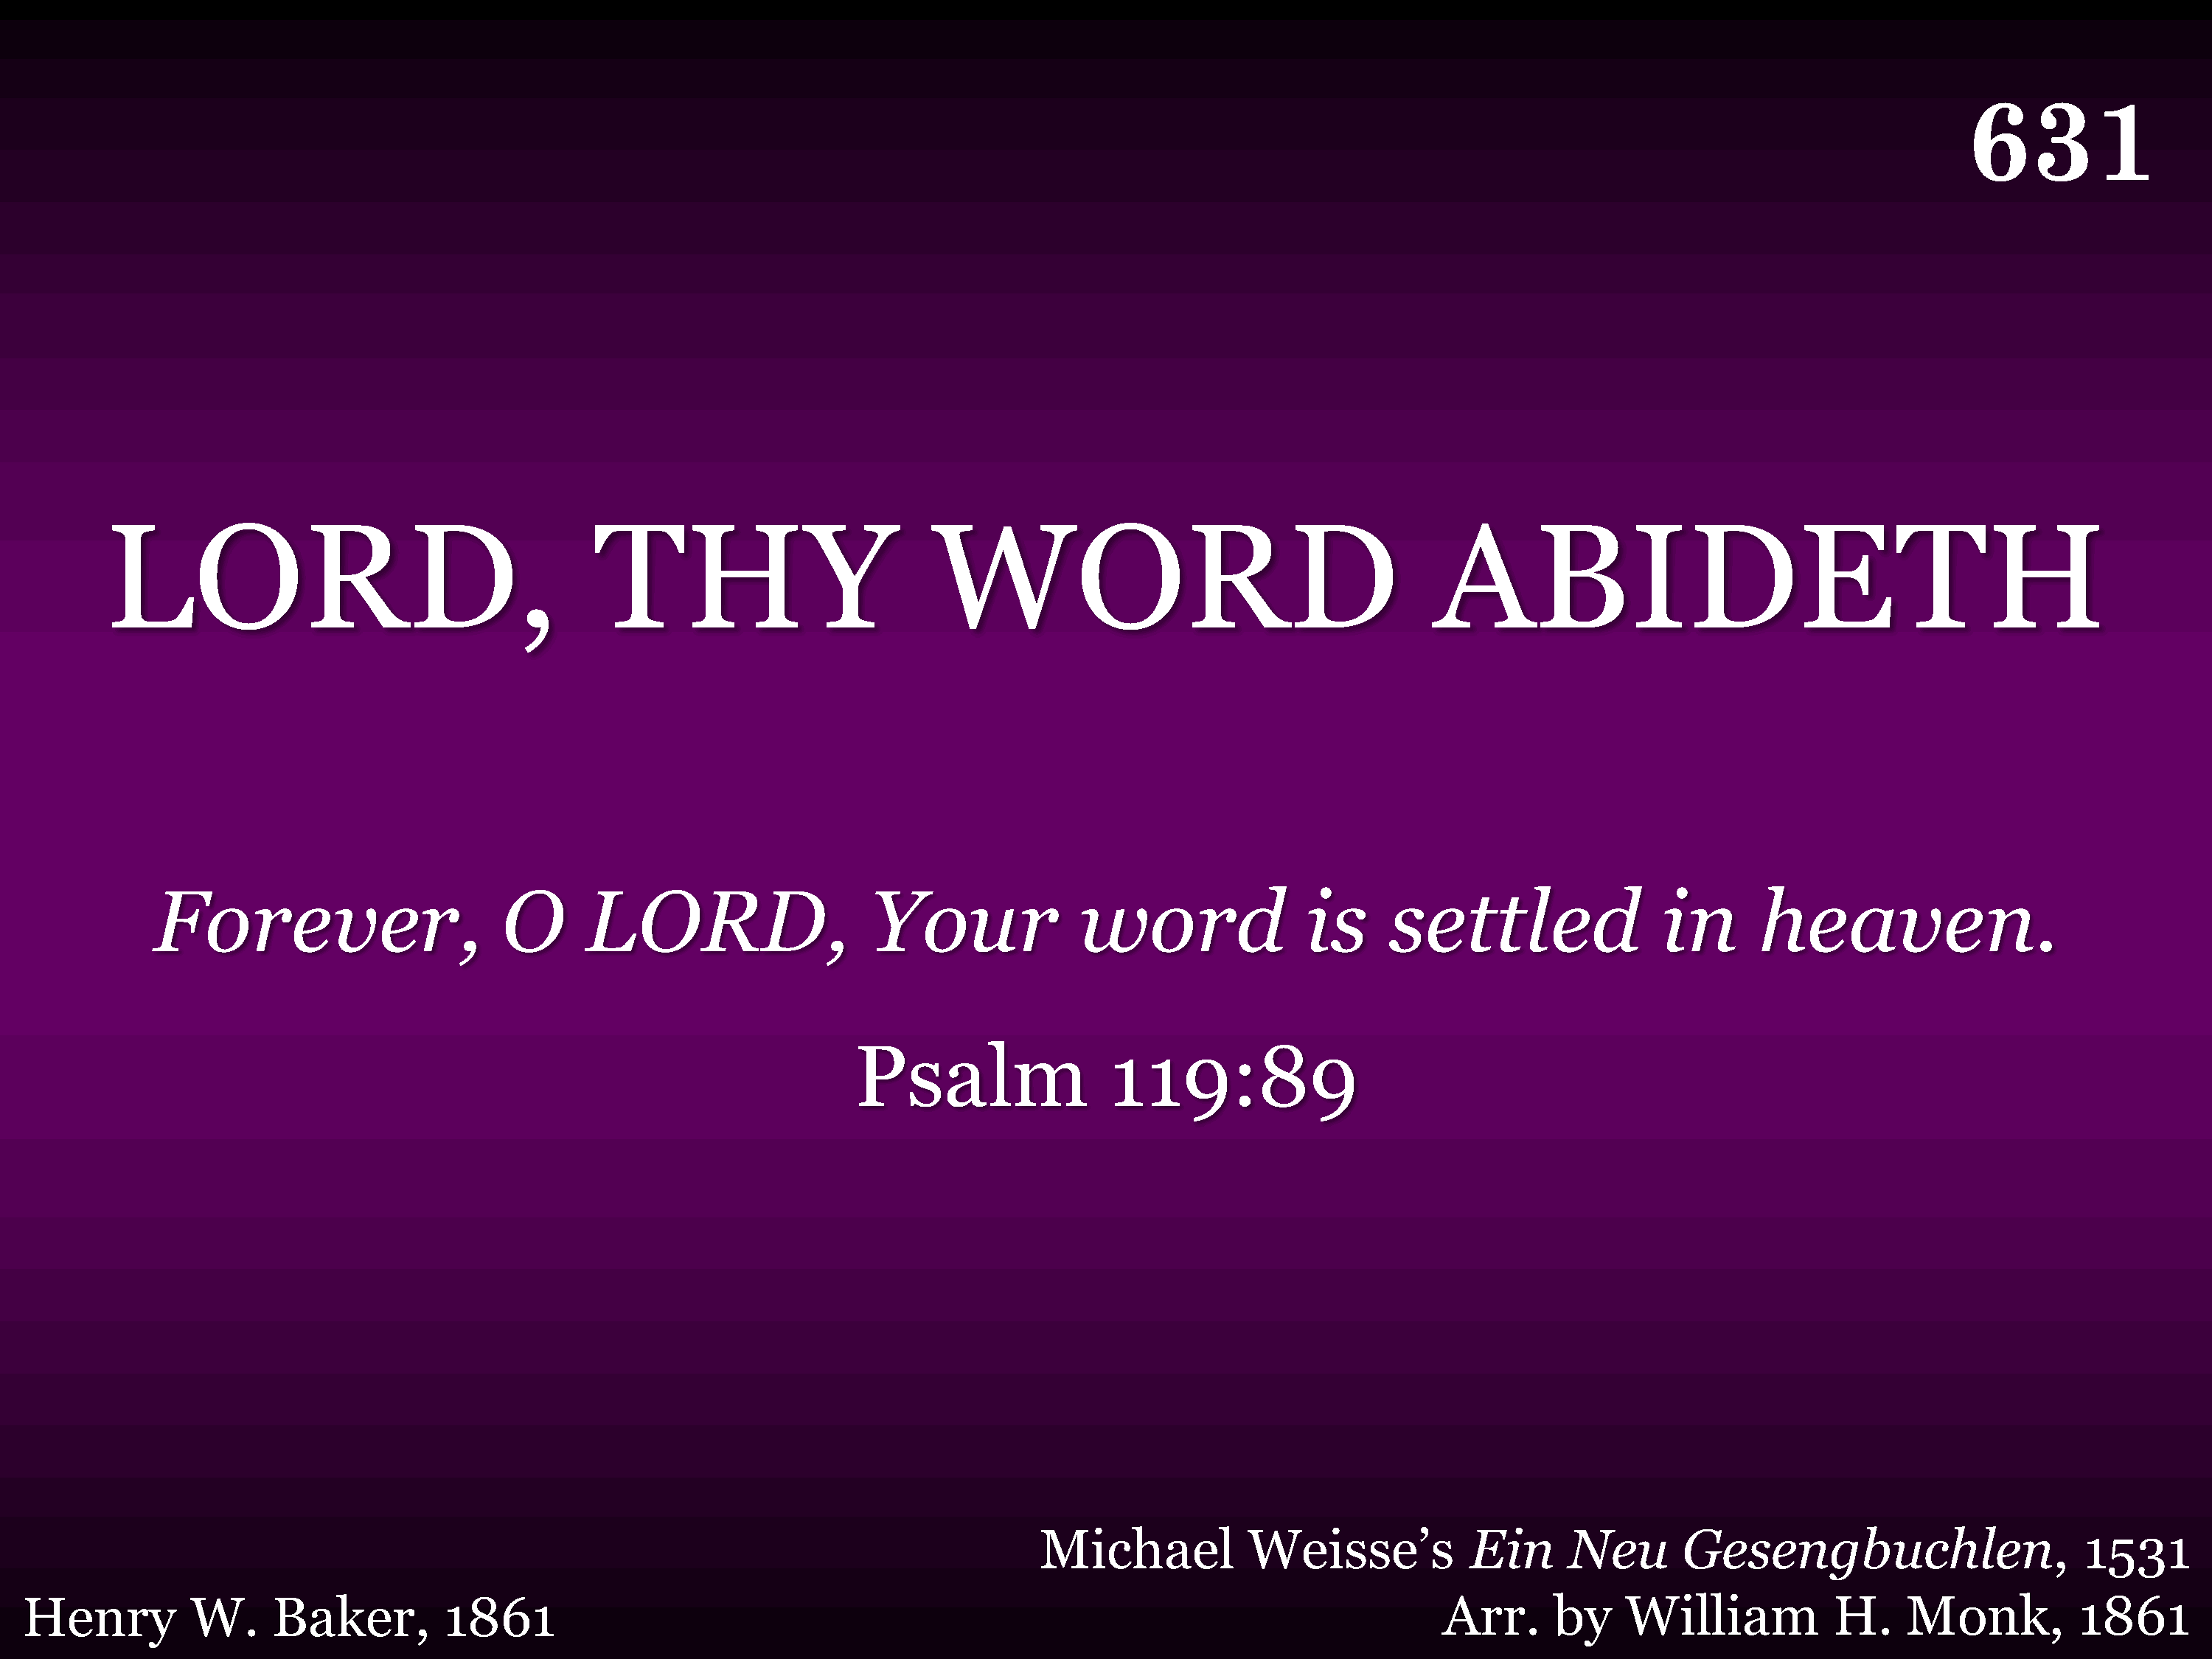 631
LORD, THY WORD ABIDETH
Forever, O LORD, Your word is settled in heaven.
Psalm 119:89
Michael Weisse’s Ein Neu Gesengbuchlen, 1531
Henry W. Baker, 1861
Arr. by William H. Monk, 1861